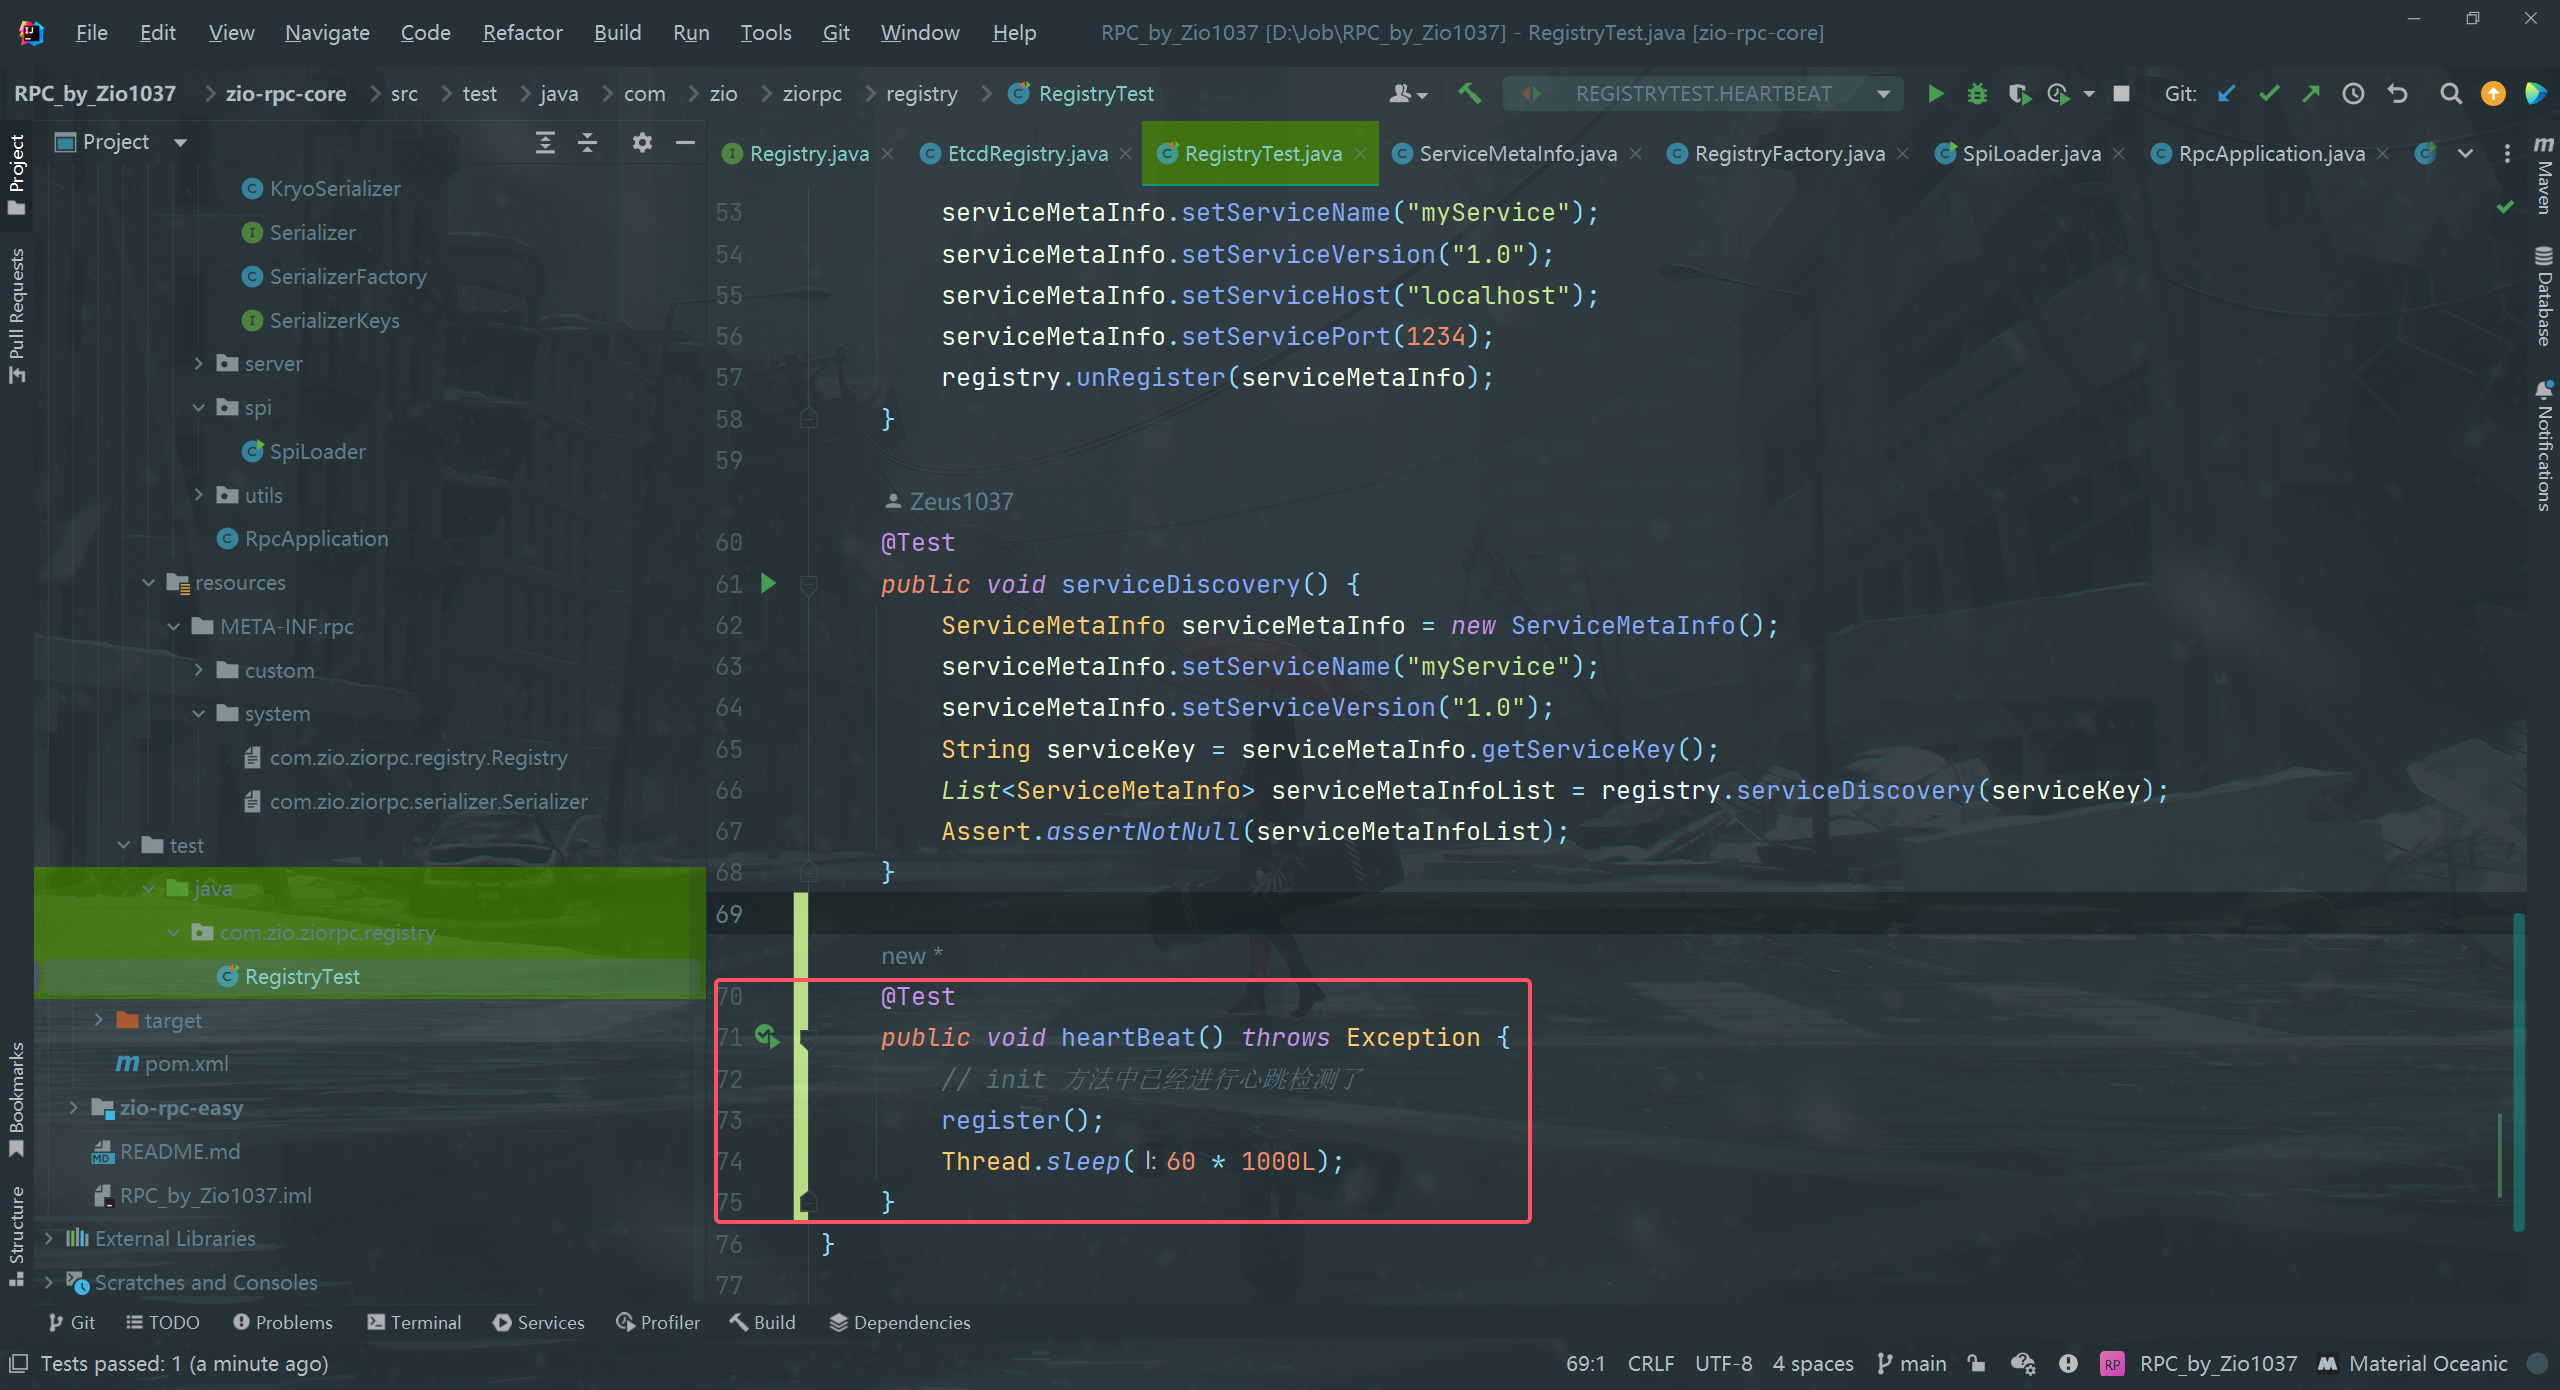 File Edit View Navigate Code Refactor Build Run Tools Git Window Help RPC_by_Zio1037 [D:\Job\RPC_by_Zio1037] - RegistryTest.java [zio-rpc-core]
RPC_by_Zio1037 zio-rpc-core src test java com zio ziorpc registry RegistryTest REGISTRYTEST.HEARTBEAT Git:
Project
Registry.java EtcdRegistry.java RegistryTest.java ServiceMetaInfo.java RegistryFactory.java SpiLoader.java RpcApplication.java
Project
Pull Requests
Bookmarks
Structure
KryoSerializer
Serializer
SerializerFactory
SerializerKeys
server
spi
SpiLoader
utils
RpcApplication
resources
META-INF.rpc
custom
system
com.zio.ziorpc.registry.Registry
com.zio.ziorpc.serializer.Serializer
test
java
com.zio.ziorpc.registry
RegistryTest
target
pom.xml
zio-rpc-easy
README.md
RPC_by_Zio1037.iml
External Libraries
Scratches and Consoles
53 serviceMetaInfo.setServiceName("myService");
54 serviceMetaInfo.setServiceVersion("1.0");
55 serviceMetaInfo.setServiceHost("localhost");
56 serviceMetaInfo.setServicePort(1234);
57 registry.unRegister(serviceMetaInfo);
58 }
59
Zeus1037
60 @Test
61 public void serviceDiscovery() {
62 ServiceMetaInfo serviceMetaInfo = new ServiceMetaInfo();
63 serviceMetaInfo.setServiceName("myService");
64 serviceMetaInfo.setServiceVersion("1.0");
65 String serviceKey = serviceMetaInfo.getServiceKey();
66 List<ServiceMetaInfo> serviceMetaInfoList = registry.serviceDiscovery(serviceKey);
67 Assert.assertNotNull(serviceMetaInfoList);
68 }
69
new *
70 @Test
71 public void heartBeat() throws Exception {
72 // init 方法中已经进行心跳检测了
73 register();
74 Thread.sleep( l: 60 * 1000L);
75 }
76 }
77
Maven
Database
Notifications
Git TODO Problems Terminal Services Profiler Build Dependencies
Tests passed: 1 (a minute ago) 69:1 CRLF UTF-8 4 spaces main RP RPC_by_Zio1037 Material Oceanic